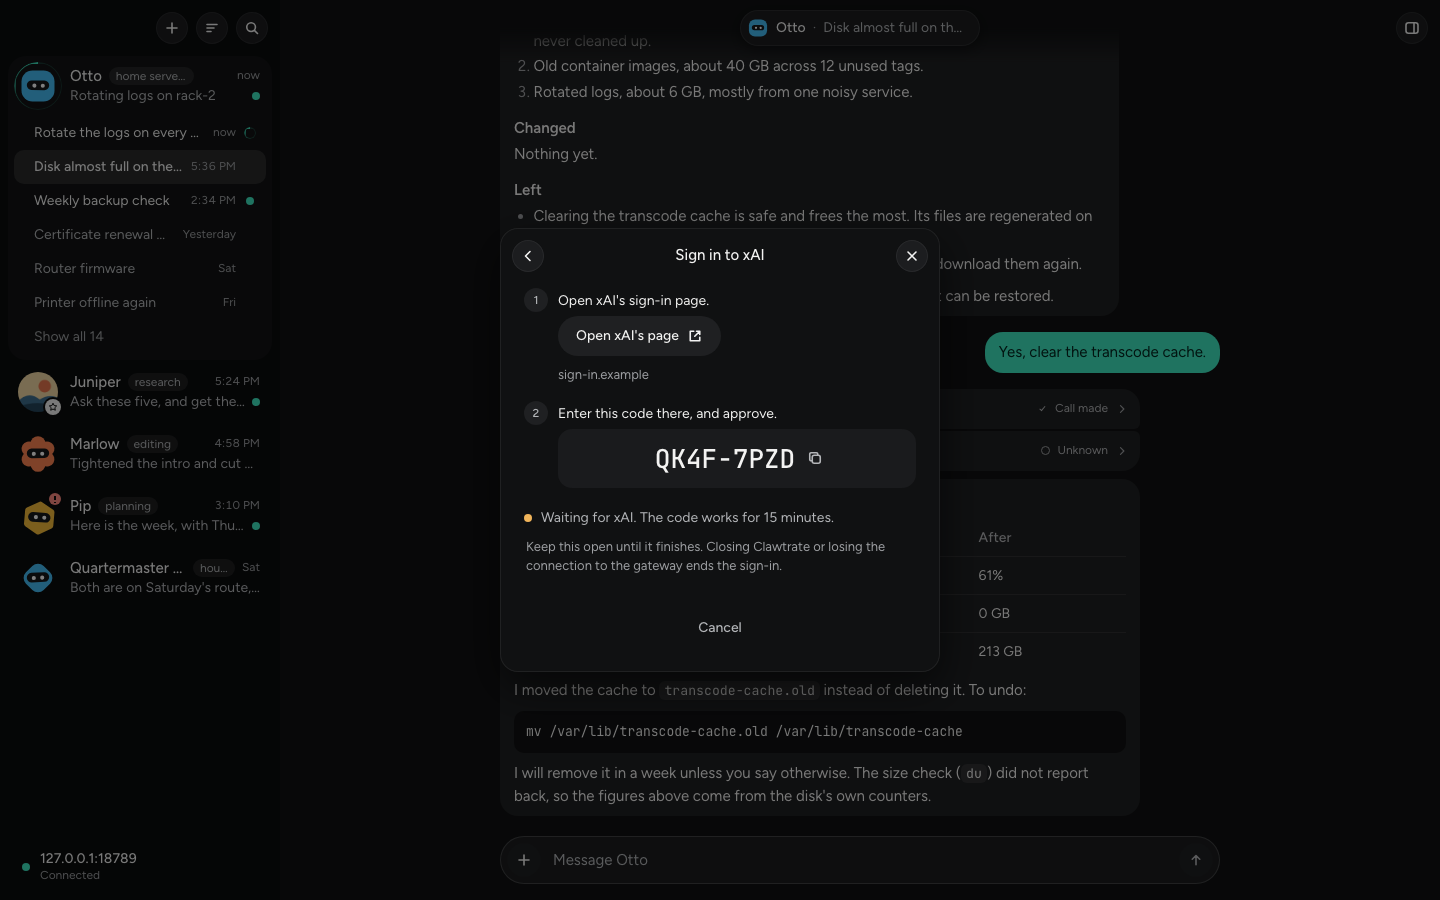 Otto
home serve...
now
Rotating logs on rack-2
Rotate the logs on every ...
now
Disk almost full on the...
5:36 PM
Weekly backup check
2:34 PM
Certificate renewal ...
Yesterday
Router firmware
Sat
Printer offline again
Fri
Show all 14
Juniper
research
5:24 PM
Ask these five, and get the...
Marlow
editing
4:58 PM
Tightened the intro and cut ...
Pip
planning
3:10 PM
Here is the week, with Thu...
Quartermaster ...
hou...
Sat
Both are on Saturday's route,...
127.0.0.1:18789
Connected
Otto · Disk almost full on th...
never cleaned up.
2. Old container images, about 40 GB across 12 unused tags.
3. Rotated logs, about 6 GB, mostly from one noisy service.
Changed
Nothing yet.
Left
• Clearing the transcode cache is safe and frees the most. Its files are regenerated on
download them again.
can be restored.
Yes, clear the transcode cache.
Call made
Unknown
After
61%
0 GB
213 GB
Sign in to xAI
1 Open xAI's sign-in page.
Open xAI's page
sign-in.example
2 Enter this code there, and approve.
QK4F-7PZD
Waiting for xAI. The code works for 15 minutes.
Keep this open until it finishes. Closing Clawtrate or losing the
connection to the gateway ends the sign-in.
Cancel
I moved the cache to transcode-cache.old instead of deleting it. To undo:
mv /var/lib/transcode-cache.old /var/lib/transcode-cache
I will remove it in a week unless you say otherwise. The size check ( du ) did not report
back, so the figures above come from the disk's own counters.
Message Otto